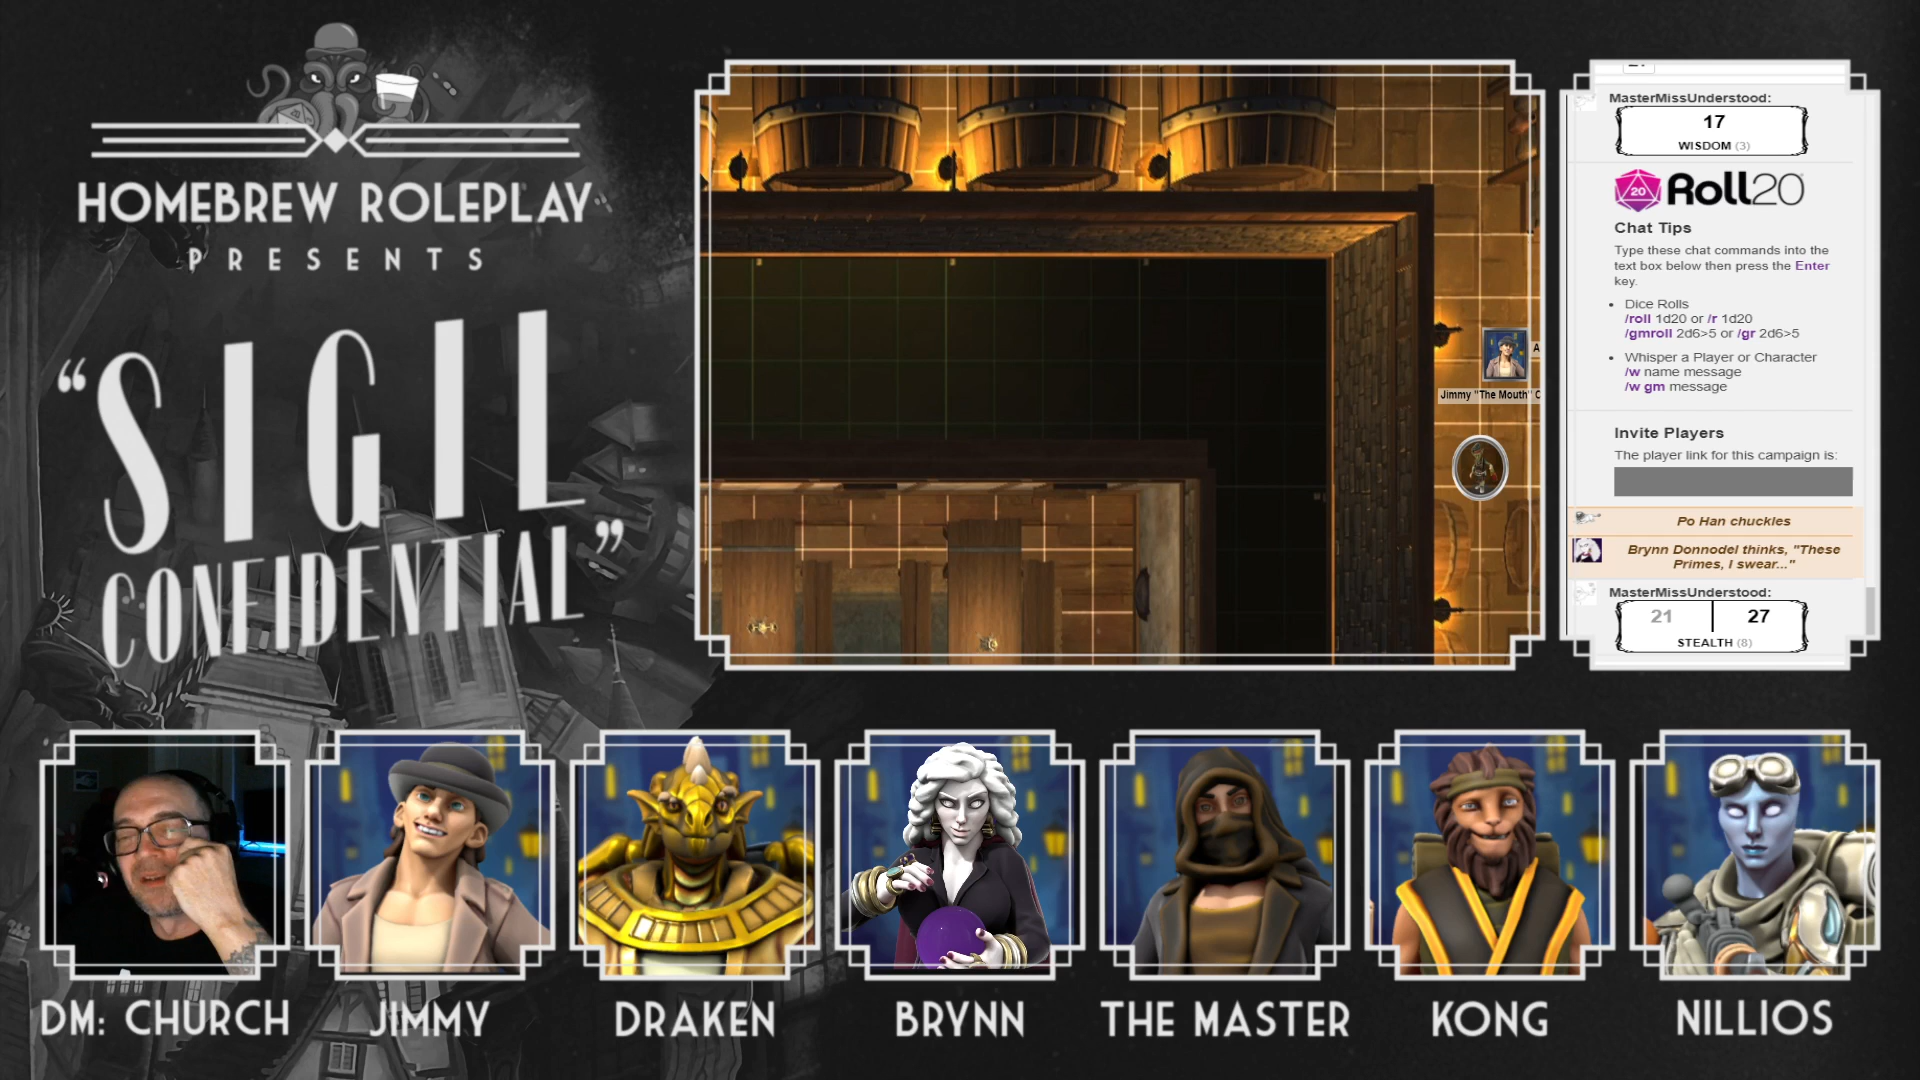 HOMEBREW ROLEPLAY
PRESENTS
"SIGIL
CONFIDENTIAL"
Jimmy "The Mouth" C
A
MasterMissUnderstood:
17
WISDOM (3)
20
Roll20
Chat Tips
Type these chat commands into the
text box below then press the Enter
key.
• Dice Rolls
/roll 1d20 or /r 1d20
/gmroll 2d6>5 or /gr 2d6>5
• Whisper a Player or Character
/w name message
/w gm message
Invite Players
The player link for this campaign is:
Po Han chuckles
Brynn Donnodel thinks, "These
Primes, I swear..."
MasterMissUnderstood:
21 27
STEALTH (8)
DM: CHURCH
JIMMY
DRAKEN
BRYNN
THE MASTER
KONG
NILLIOS